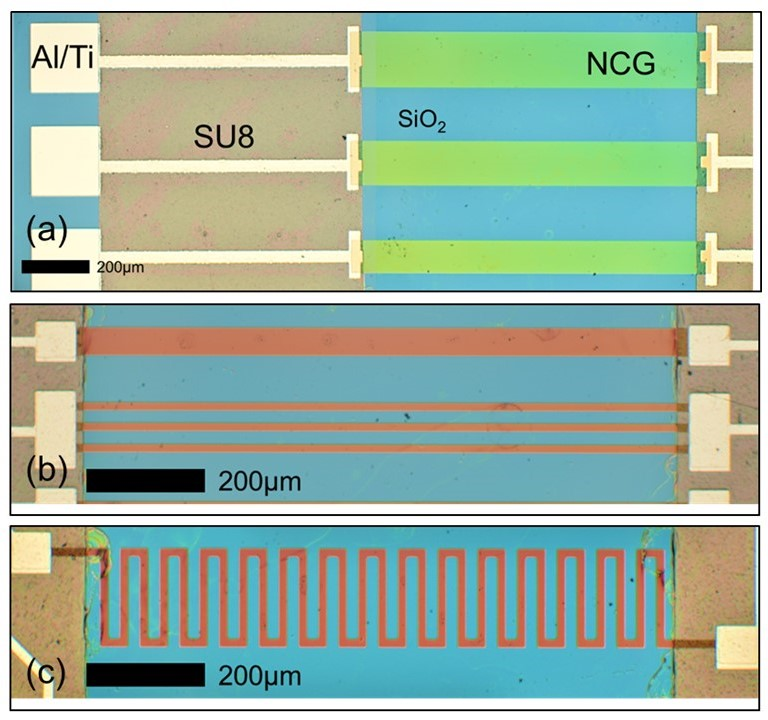 Al/Ti
NCG
SiO₂
SU8
(a)
200µm
(b)
200µm
(c)
200µm